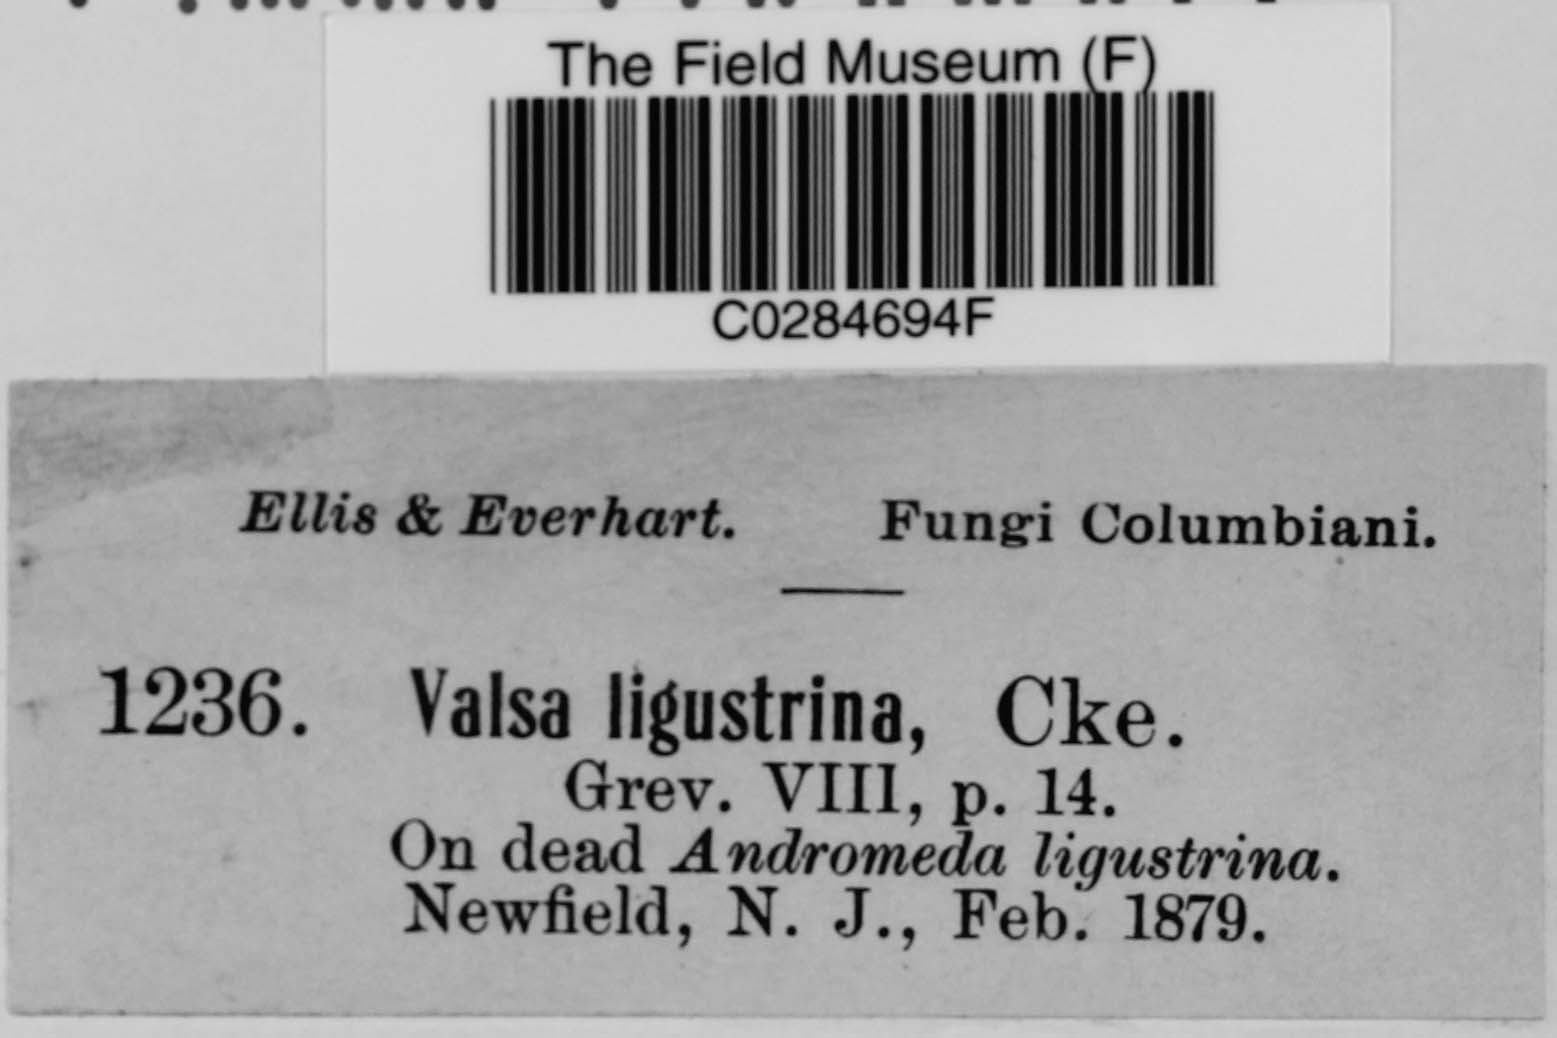 The Field Museum (F)
C0284694F
Ellis & Everhart. Fungi Columbiani.
1236. Valsa ligustrina, Cke.
Grev. VIII, p. 14.
On dead Andromeda ligustrina.
Newfield, N. J., Feb. 1879.